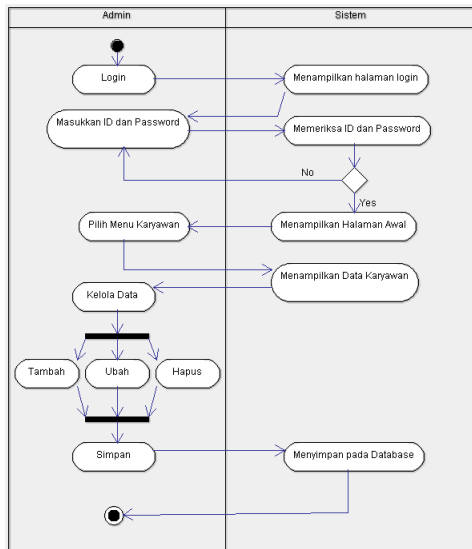 Admin
Sistem
Login
Menampilkan halaman login
Masukkan ID dan Password
Memeriksa ID dan Password
No
Yes
Pilih Menu Karyawan
Menampilkan Halaman Awal
Menampilkan Data Karyawan
Kelola Data
Tambah
Ubah
Hapus
Simpan
Menyimpan pada Database